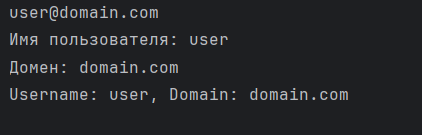 user@domain.com
Имя пользователя: user
Домен: domain.com
Username: user, Domain: domain.com